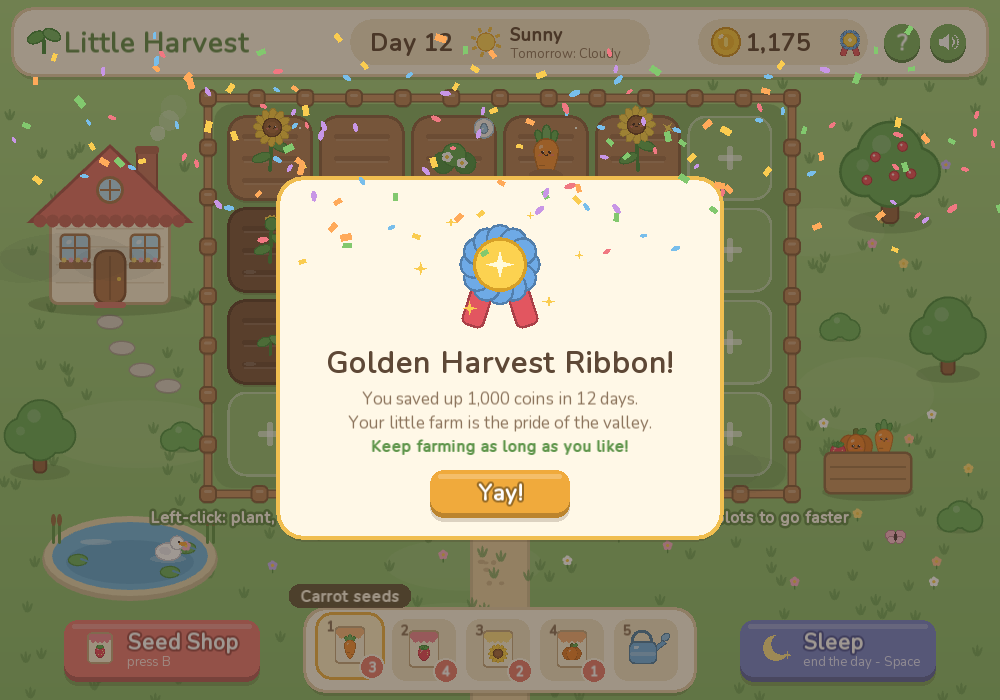 Little Harvest
Day 12
Sunny
Tomorrow: Cloudy
1,175
?
Golden Harvest Ribbon!
You saved up 1,000 coins in 12 days.
Your little farm is the pride of the valley.
Keep farming as long as you like!
Yay!
Left-click: plant,
lots to go faster
Carrot seeds
Seed Shop
press B
1
3
2
4
3
2
4
1
5
Sleep
end the day - Space